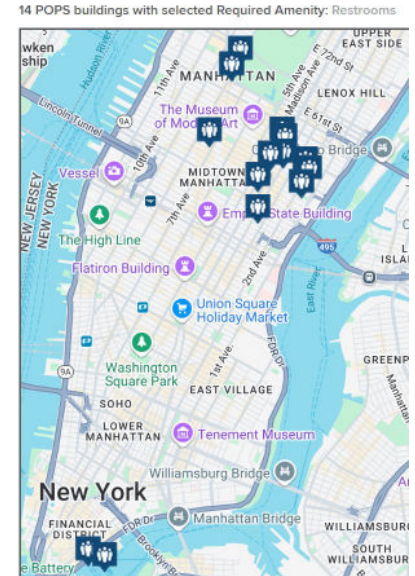 14 POPS buildings with selected Required Amenity: Restrooms
UPPER
EAST SIDE
wken
ship
Hudson River
11th Ave
MANHATTAN
5th Ave
Madison Ave
E 72nd St
LENOX HILL
E 61st St
Lincoln Tunnel
The Museum
of Modern Art
10th Ave
Bridge
Vessel
MIDTOWN
MANHATTAN
NEW JERSEY
NEW YORK
7th Ave
Empire State Building
The High Line
495
ISLA
Flatiron Building
2nd Ave
East River
Union Square
Holiday Market
FDR Dr
GREENP
9A
Washington
Square Park
1st Ave.
EAST VILLAGE
SOHO
LOWER
MANHATTAN
Tenement Museum
Williamsburg Bridge
New York
FINANCIAL
DISTRICT
FDR Dr
Manhattan Bridge
WILLIAMSBURG
SOUTH
WILLIAMSBUR
e Battery
Brooklyn Br